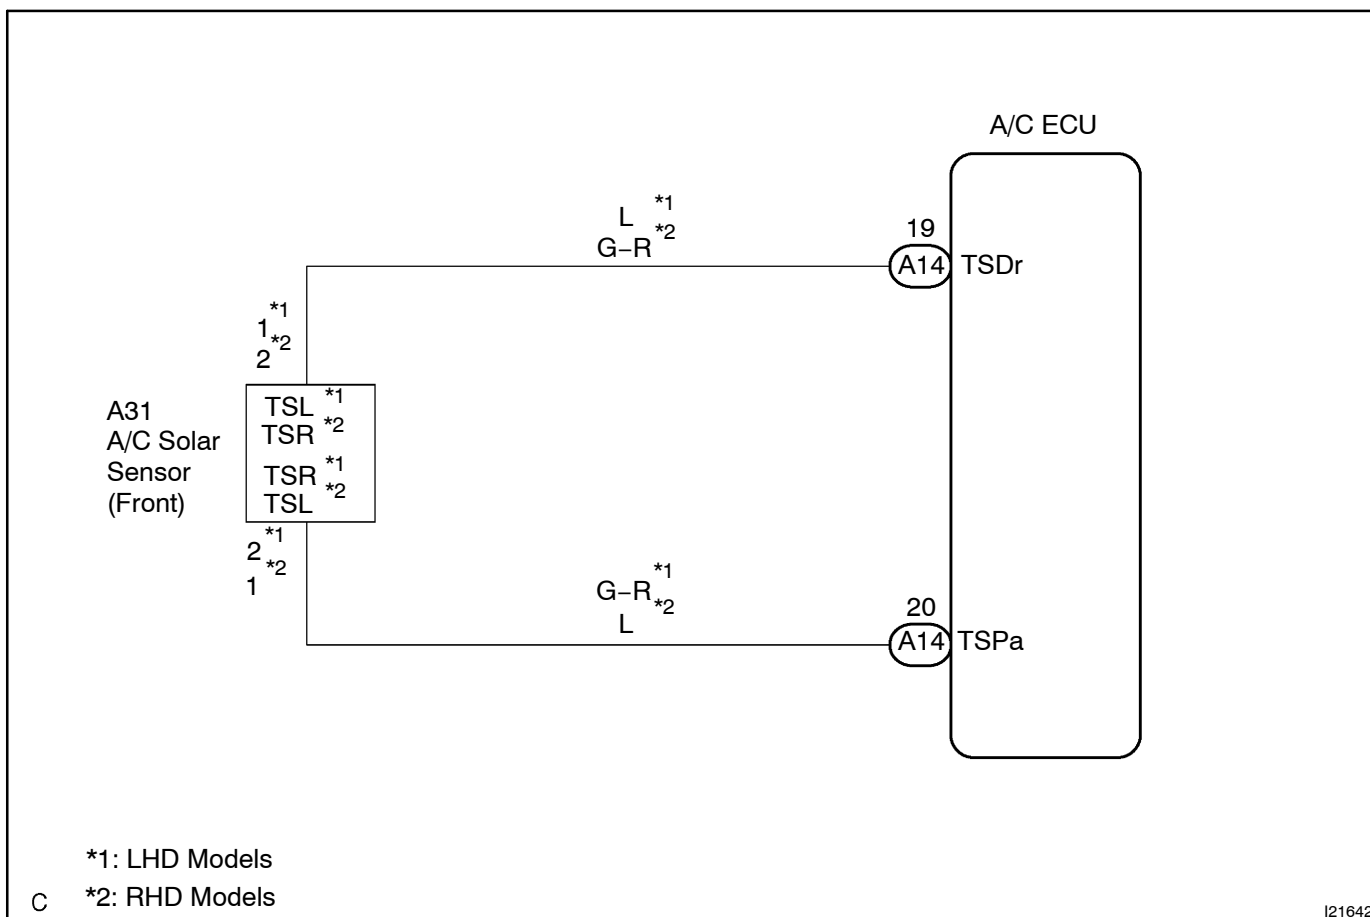 A/C ECU
L *1
G–R *2
19
A14 TSDr
1 *1
2 *2
TSL *1
TSR *2
TSR *1
TSL *2
A31
A/C Solar
Sensor
(Front)
2 *1
1 *2
G–R *1
L *2
20
A14 TSPa
*1: LHD Models
*2: RHD Models
C
I21642